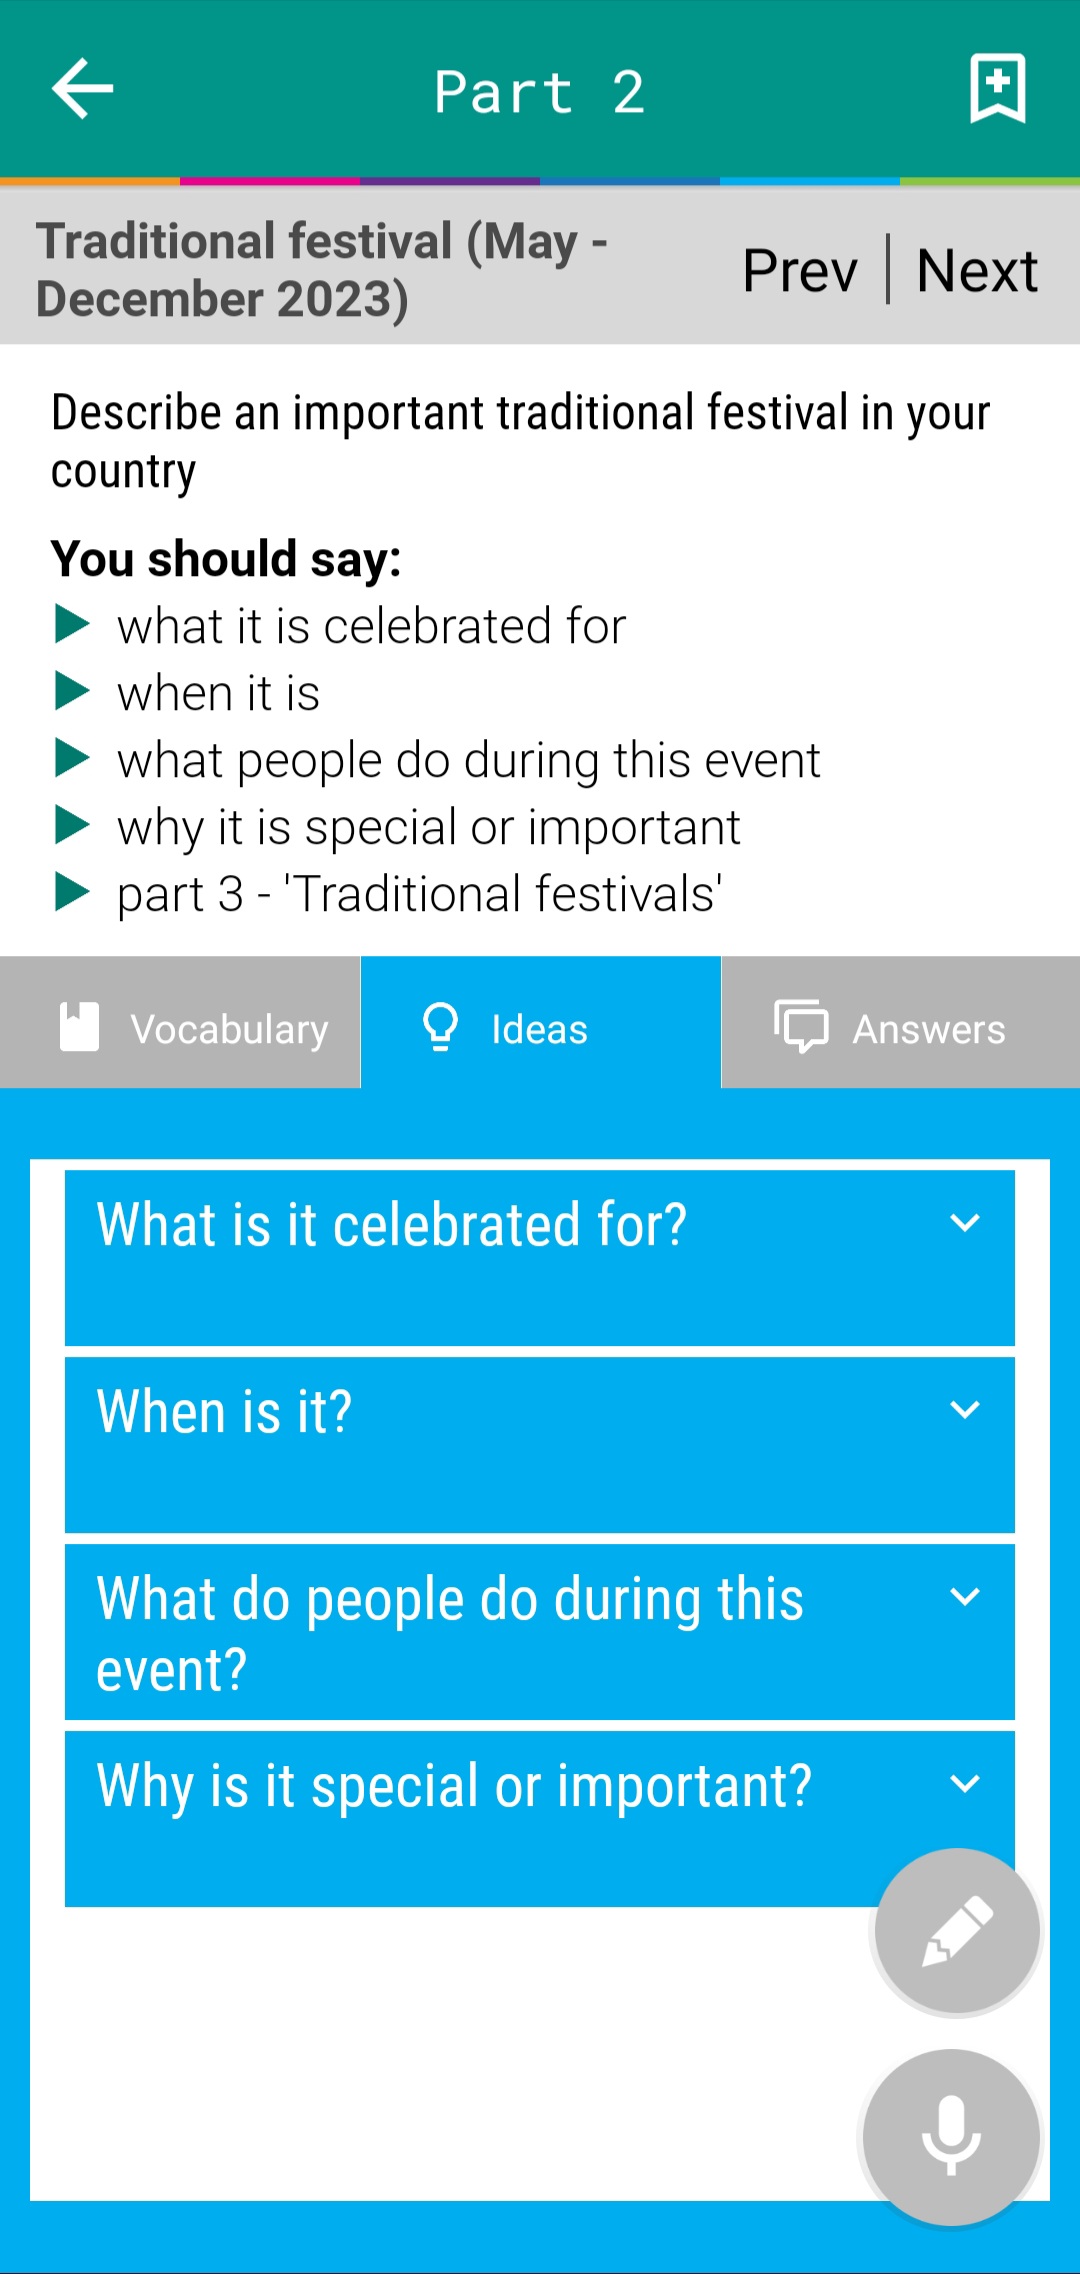 Part 2
Traditional festival (May -
December 2023)
Prev | Next
Describe an important traditional festival in your
country
You should say:
what it is celebrated for
when it is
what people do during this event
why it is special or important
part 3 - 'Traditional festivals'
Vocabulary
Ideas
Answers
What is it celebrated for?
When is it?
What do people do during this
event?
Why is it special or important?